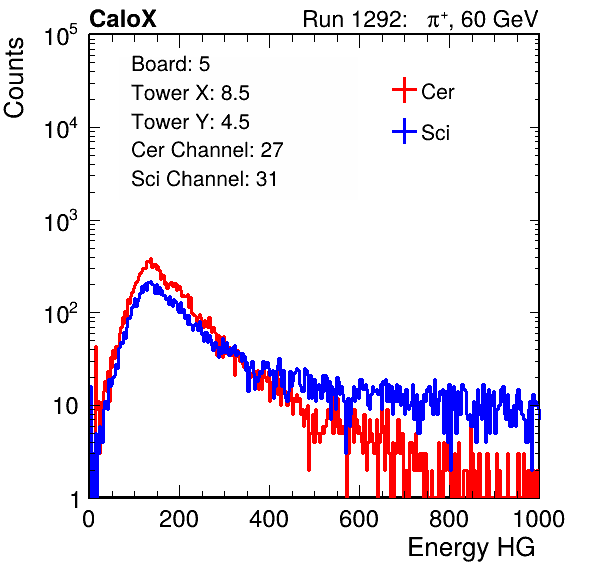 CaloX Run 1292: π⁺, 60 GeV
Counts
10⁵
10⁴
10³
10²
10
1
Board: 5
Tower X: 8.5
Tower Y: 4.5
Cer Channel: 27
Sci Channel: 31
Cer
Sci
0 200 400 600 800 1000
Energy HG